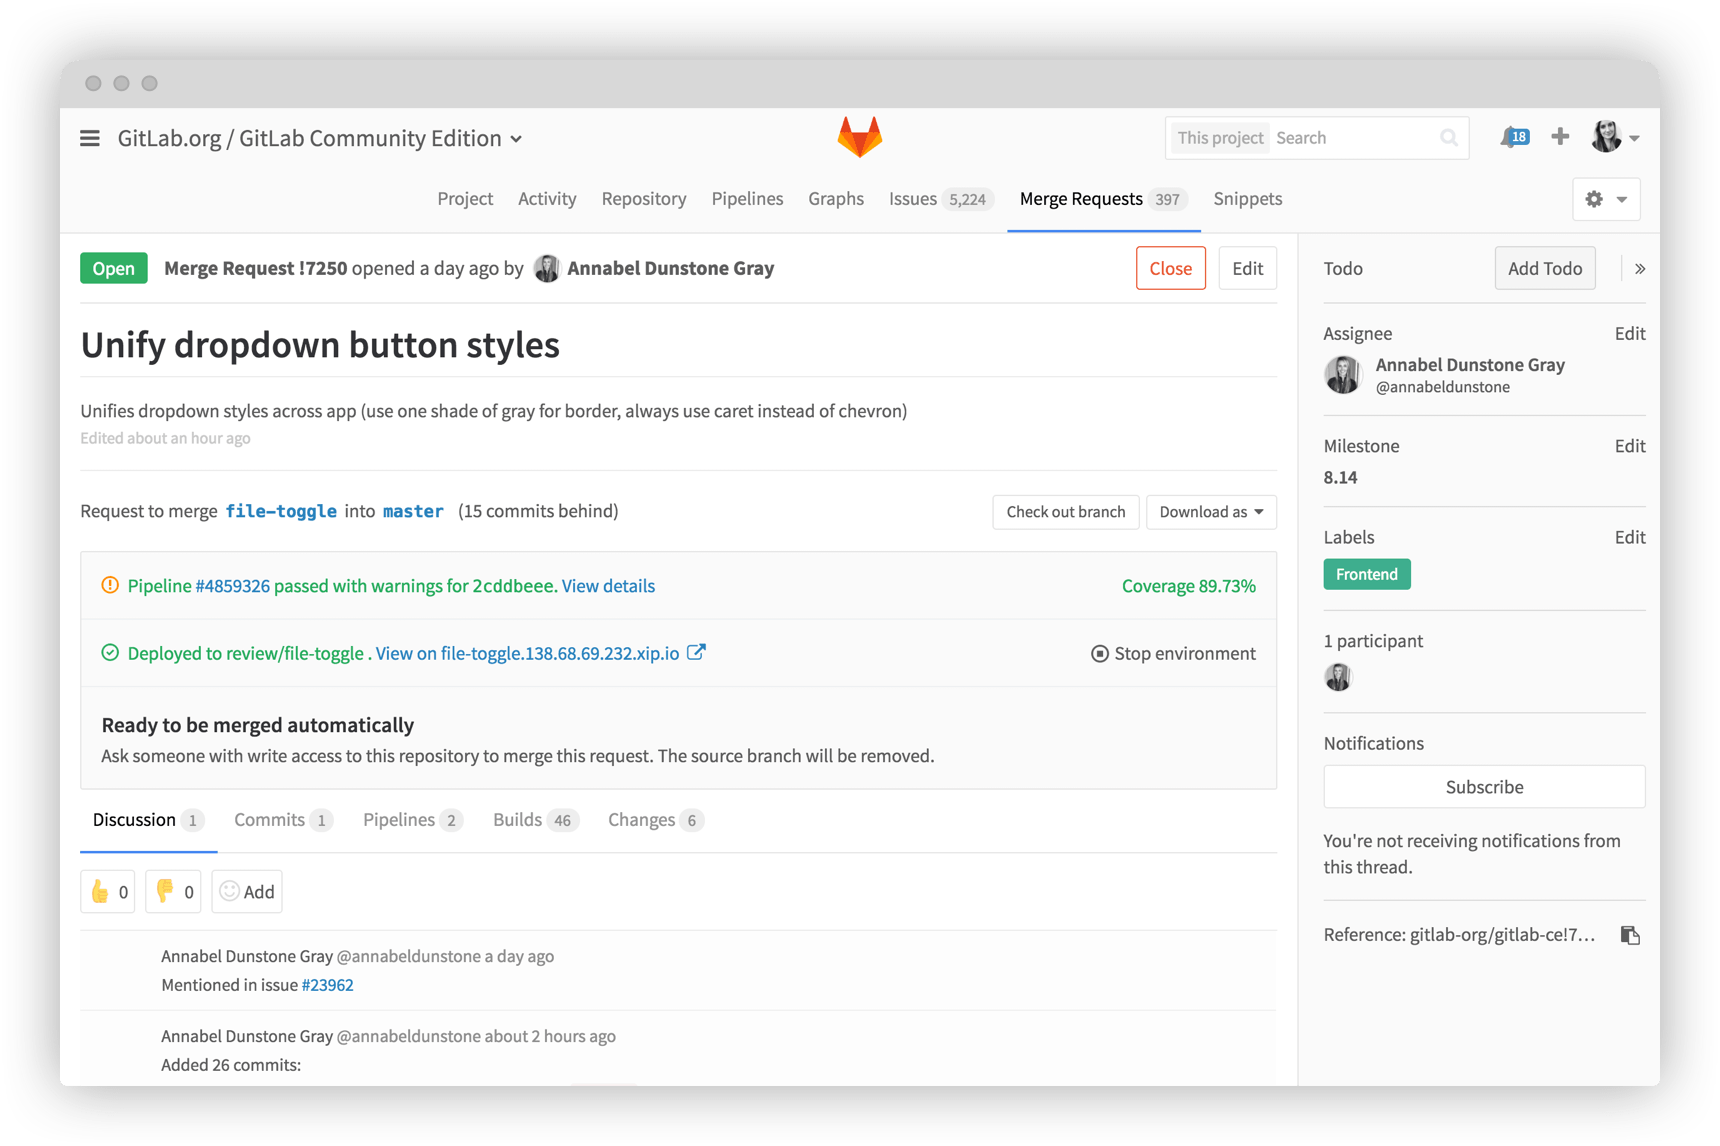 GitLab.org / GitLab Community Edition
This project Search
18
Project Activity Repository Pipelines Graphs Issues 5,224 Merge Requests 397 Snippets
Open Merge Request !7250 opened a day ago by Annabel Dunstone Gray Close Edit
Unify dropdown button styles
Unifies dropdown styles across app (use one shade of gray for border, always use caret instead of chevron)
Edited about an hour ago
Request to merge file-toggle into master (15 commits behind) Check out branch Download as
Pipeline #4859326 passed with warnings for 2cddbeee. View details Coverage 89.73%
Deployed to review/file-toggle . View on file-toggle.138.68.69.232.xip.io Stop environment
Ready to be merged automatically
Ask someone with write access to this repository to merge this request. The source branch will be removed.
Discussion 1 Commits 1 Pipelines 2 Builds 46 Changes 6
0 0 Add
Annabel Dunstone Gray @annabeldunstone a day ago
Mentioned in issue #23962
Annabel Dunstone Gray @annabeldunstone about 2 hours ago
Added 26 commits:
Todo Add Todo »
Assignee Edit
Annabel Dunstone Gray
@annabeldunstone
Milestone Edit
8.14
Labels Edit
Frontend
1 participant
Notifications
Subscribe
You're not receiving notifications from
this thread.
Reference: gitlab-org/gitlab-ce!7…